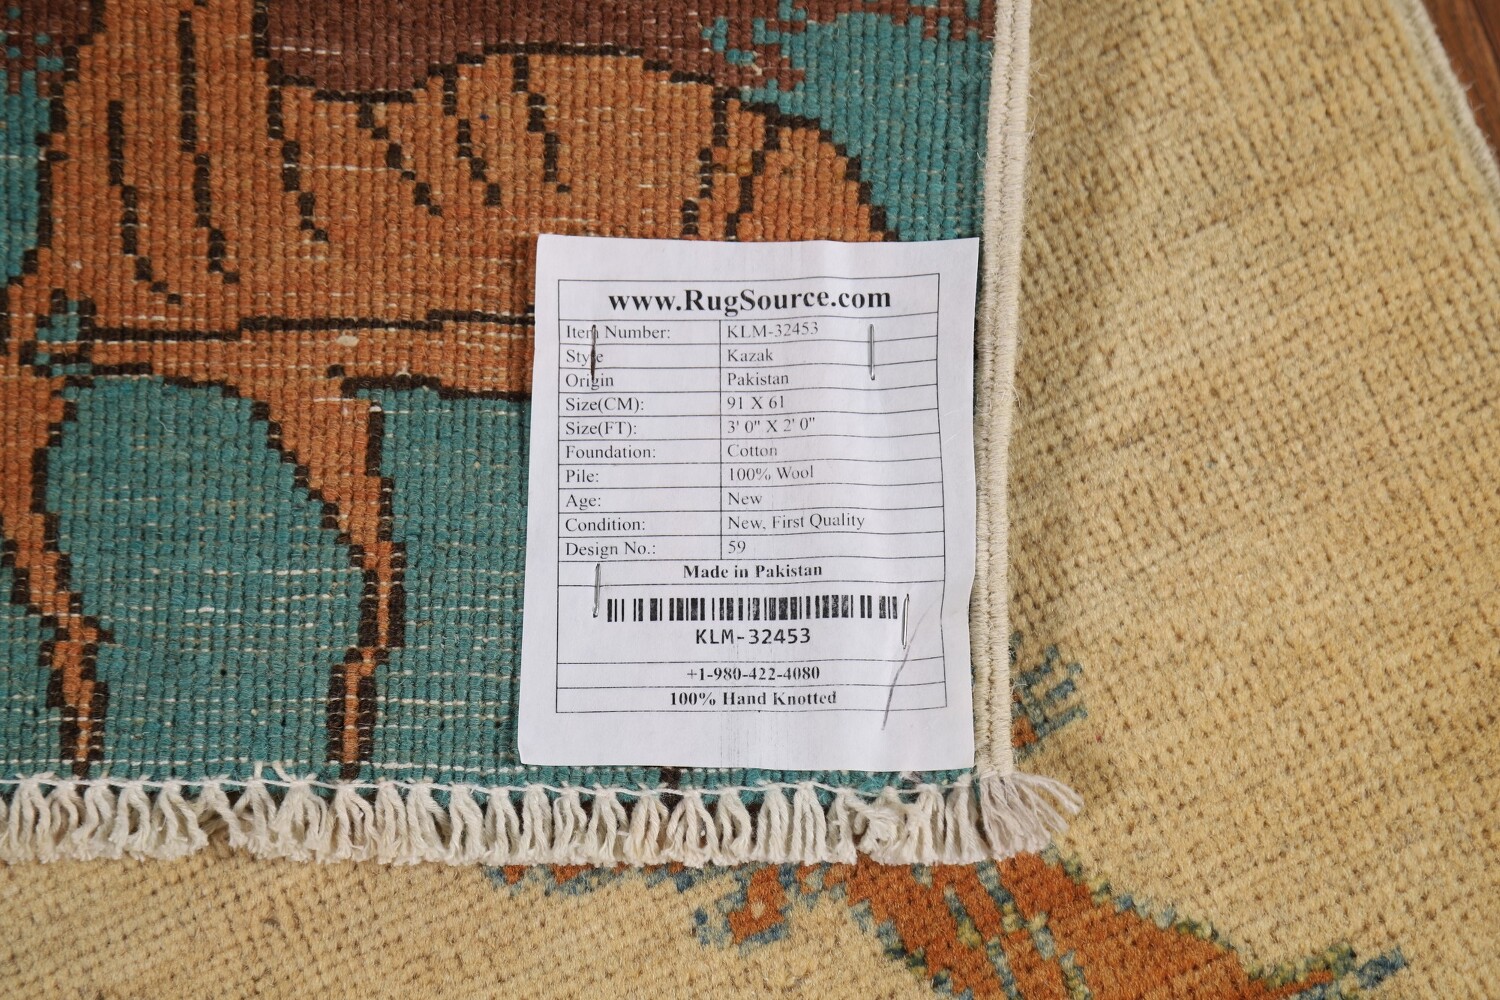 www.RugSource.com
Item Number: KLM-32453
Style Kazak
Origin Pakistan
Size(CM): 91 X 61
Size(FT): 3' 0" X 2' 0"
Foundation: Cotton
Pile: 100% Wool
Age: New
Condition: New, First Quality
Design No.: 59
Made in Pakistan
KLM-32453
+1-980-422-4080
100% Hand Knotted